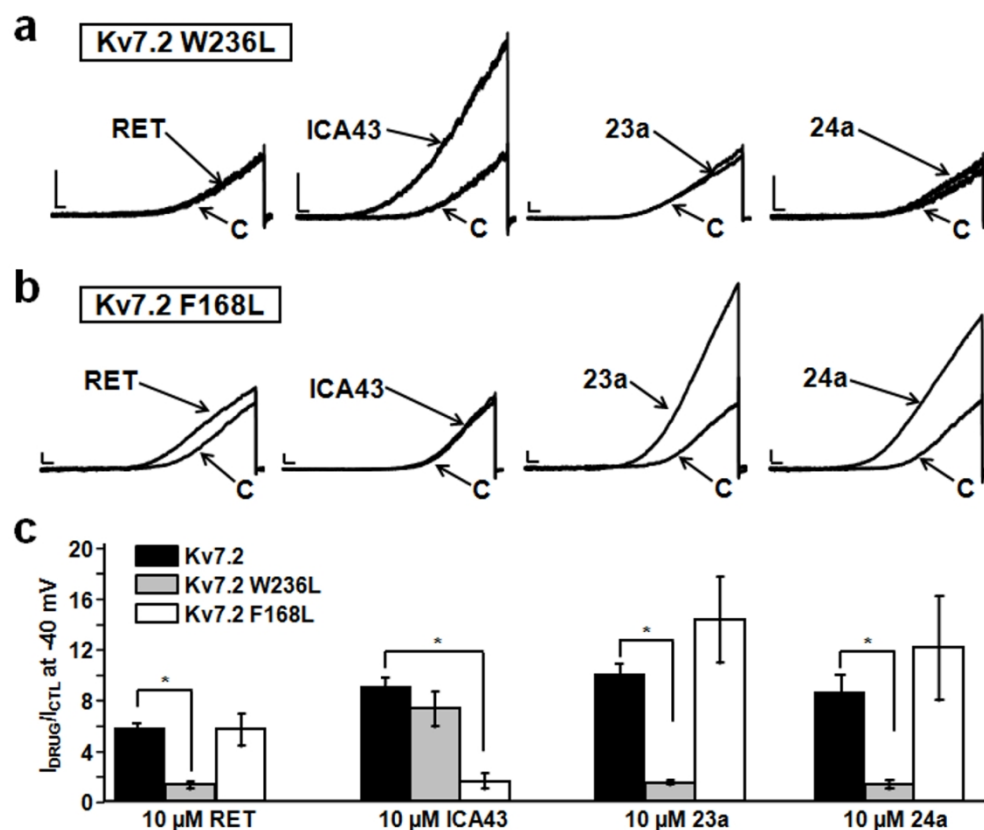 a
Kv7.2 W236L
RET
C
ICA43
C
23a
C
24a
C
b
Kv7.2 F168L
RET
C
ICA43
C
23a
C
24a
C
c
I_DRUG/I_CTL at -40 mV
20
16
12
8
4
0
Kv7.2
Kv7.2 W236L
Kv7.2 F168L
*
*
*
*
10 µM RET
10 µM ICA43
10 µM 23a
10 µM 24a